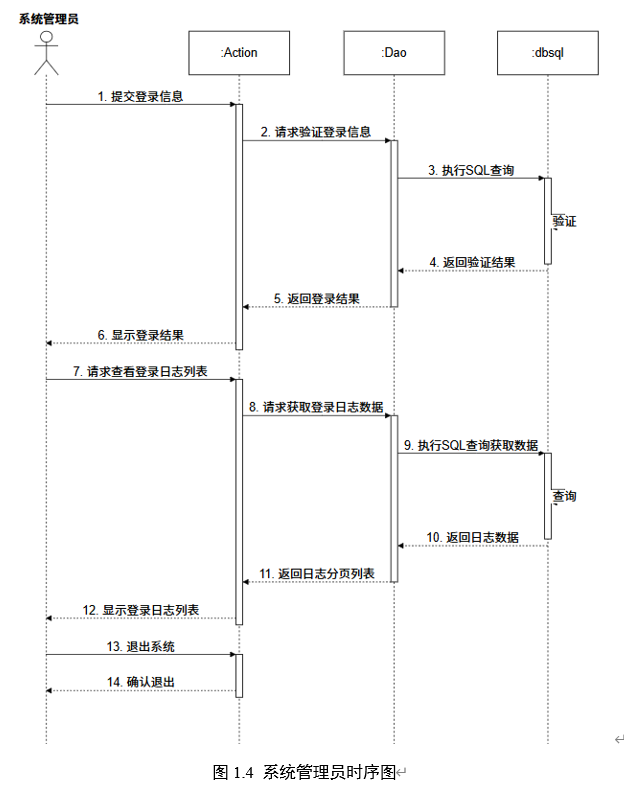 系统管理员
:Action
:Dao
:dbsql
1. 提交登录信息
2. 请求验证登录信息
3. 执行SQL查询
验证
4. 返回验证结果
5. 返回登录结果
6. 显示登录结果
7. 请求查看登录日志列表
8. 请求获取登录日志数据
9. 执行SQL查询获取数据
查询
10. 返回日志数据
11. 返回日志分页列表
12. 显示登录日志列表
13. 退出系统
14. 确认退出
图 1.4 系统管理员时序图